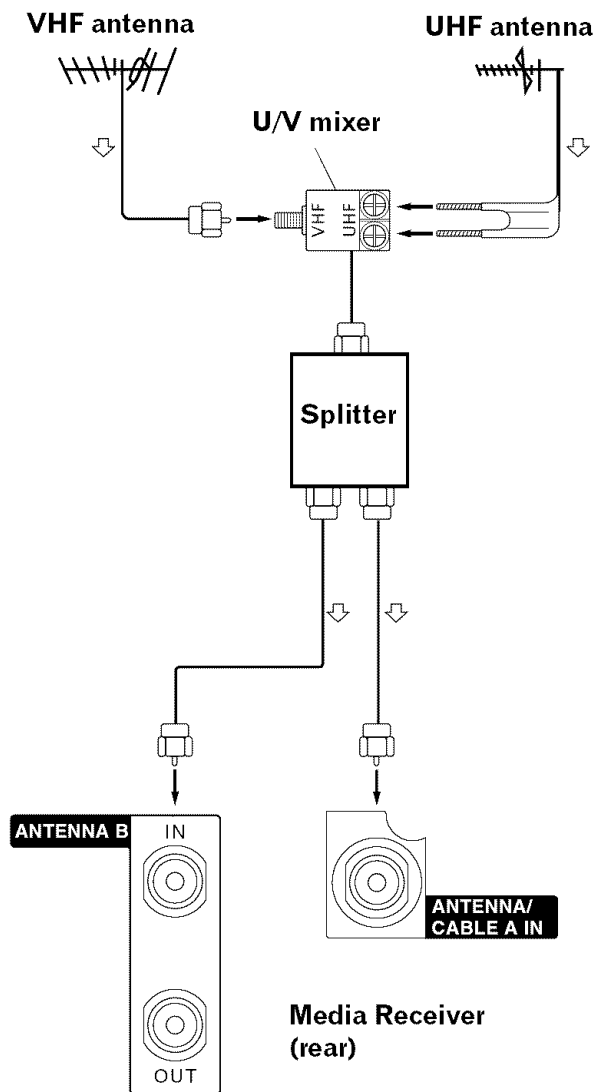 VHF antenna
UHF antenna
U/V mixer
VHF
UHF
Splitter
ANTENNA B
IN
ANTENNA/
CABLE A IN
Media Receiver
(rear)
OUT